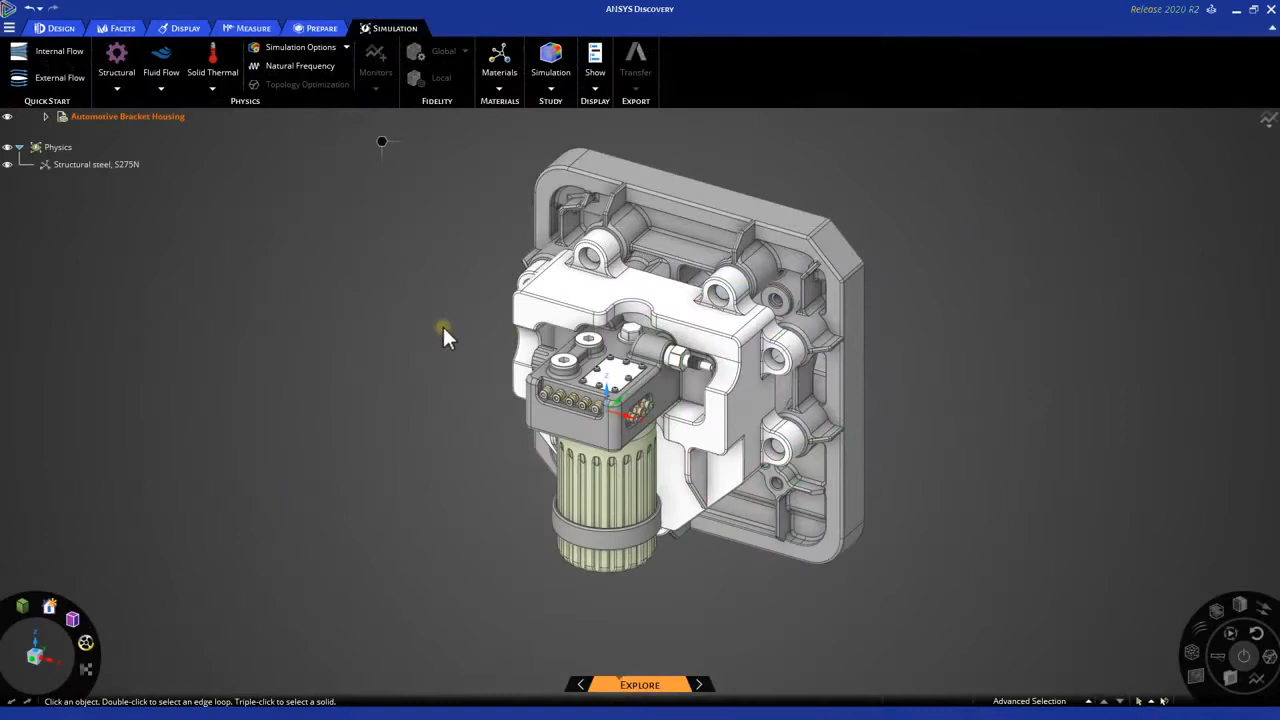 ANSYS Discovery
Release 2020 R2
Design Facets Display Measure Prepare Simulation
Internal Flow
External Flow
Quick Start
Structural Fluid Flow Solid Thermal
Simulation Options
Natural Frequency
Topology Optimization
Physics
Monitors
Global
Local
Fidelity
Materials
Materials
Simulation
Study
Show
Display
Transfer
Export
Automotive Bracket Housing
Physics
Structural steel, S275N
Z
Z
X
Explore
Click an object. Double-click to select an edge loop. Triple-click to select a solid.
Advanced Selection